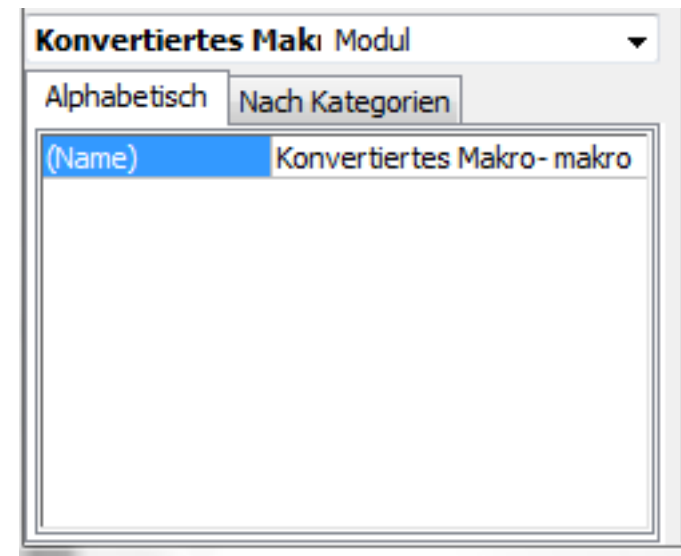 Konvertiertes Mak Modul
Alphabetisch Nach Kategorien
(Name) Konvertiertes Makro- makro